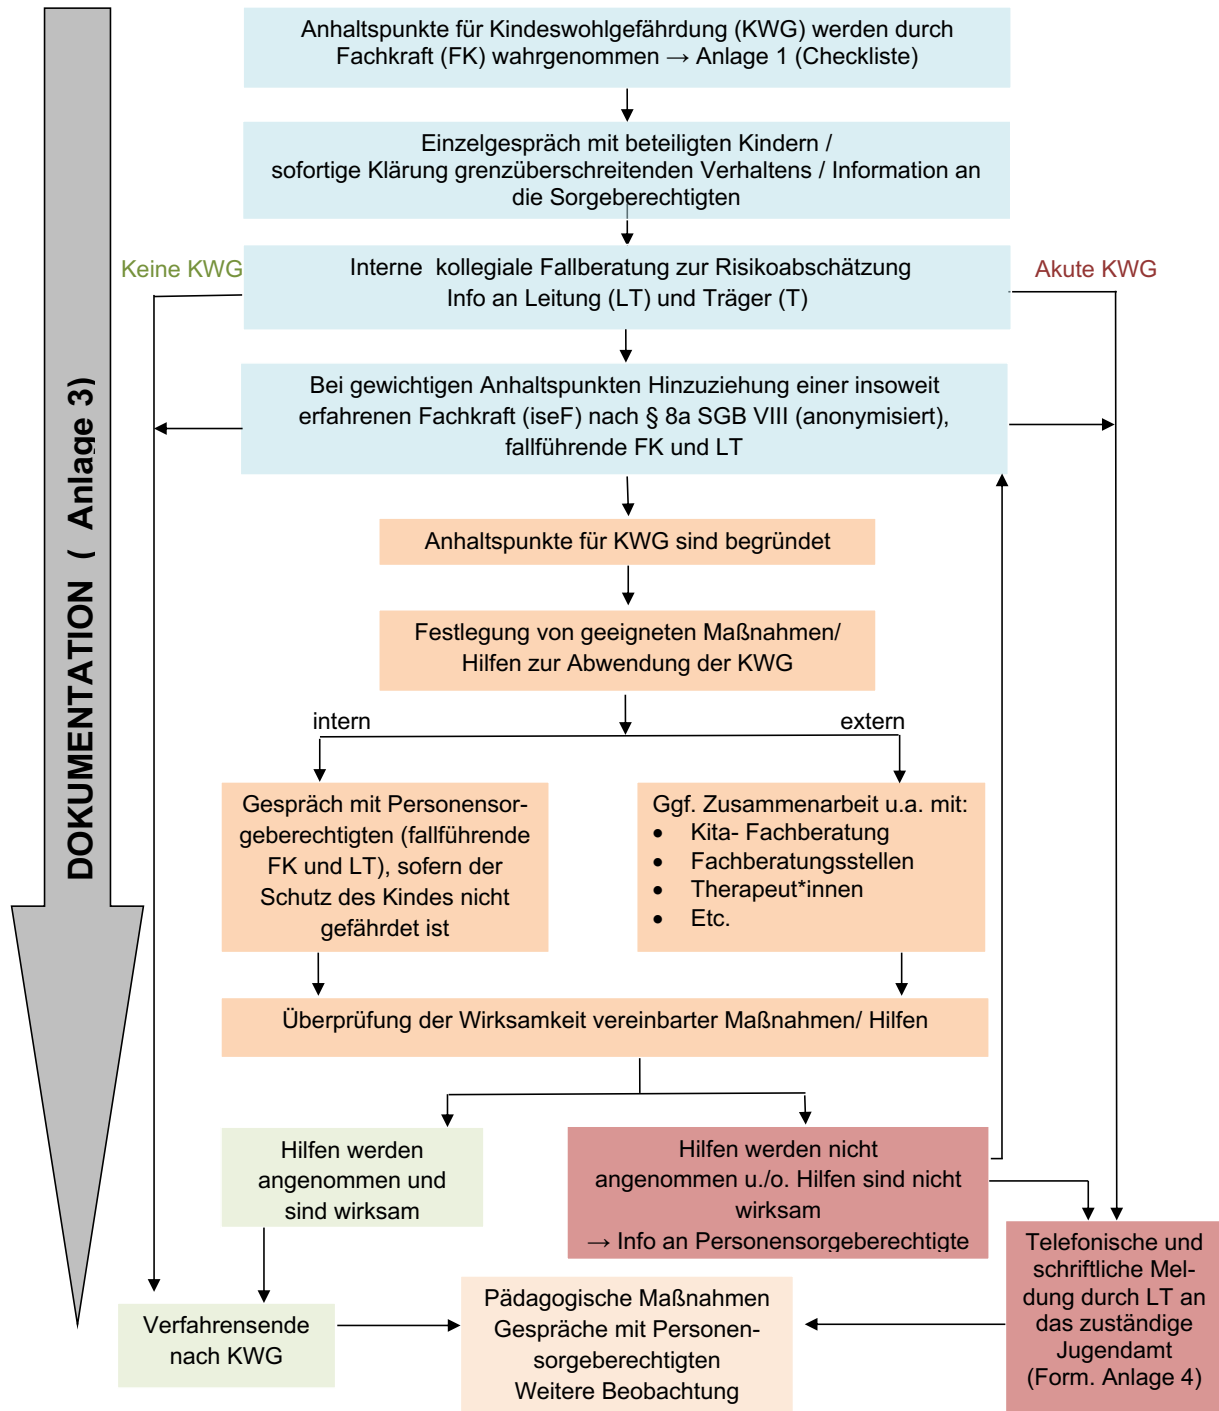 Anhaltspunkte für Kindeswohlgefährdung (KWG) werden durch
Fachkraft (FK) wahrgenommen → Anlage 1 (Checkliste)
Einzelgespräch mit beteiligten Kindern /
sofortige Klärung grenzüberschreitenden Verhaltens / Information an
die Sorgeberechtigten
Keine KWG
Interne kollegiale Fallberatung zur Risikoabschätzung
Info an Leitung (LT) und Träger (T)
Akute KWG
Bei gewichtigen Anhaltspunkten Hinzuziehung einer insoweit
erfahrenen Fachkraft (iseF) nach § 8a SGB VIII (anonymisiert),
fallführende FK und LT
DOKUMENTATION ( Anlage 3)
Anhaltspunkte für KWG sind begründet
Festlegung von geeigneten Maßnahmen/
Hilfen zur Abwendung der KWG
intern
extern
Gespräch mit Personensor-
geberechtigten (fallführende
FK und LT), sofern der
Schutz des Kindes nicht
gefährdet ist
Ggf. Zusammenarbeit u.a. mit:
• Kita- Fachberatung
• Fachberatungsstellen
• Therapeut*innen
• Etc.
Überprüfung der Wirksamkeit vereinbarter Maßnahmen/ Hilfen
Hilfen werden
angenommen und
sind wirksam
Hilfen werden nicht
angenommen u./o. Hilfen sind nicht
wirksam
→ Info an Personensorgeberechtigte
Telefonische und
schriftliche Mel-
dung durch LT an
das zuständige
Jugendamt
(Form. Anlage 4)
Verfahrensende
nach KWG
Pädagogische Maßnahmen
Gespräche mit Personen-
sorgeberechtigten
Weitere Beobachtung